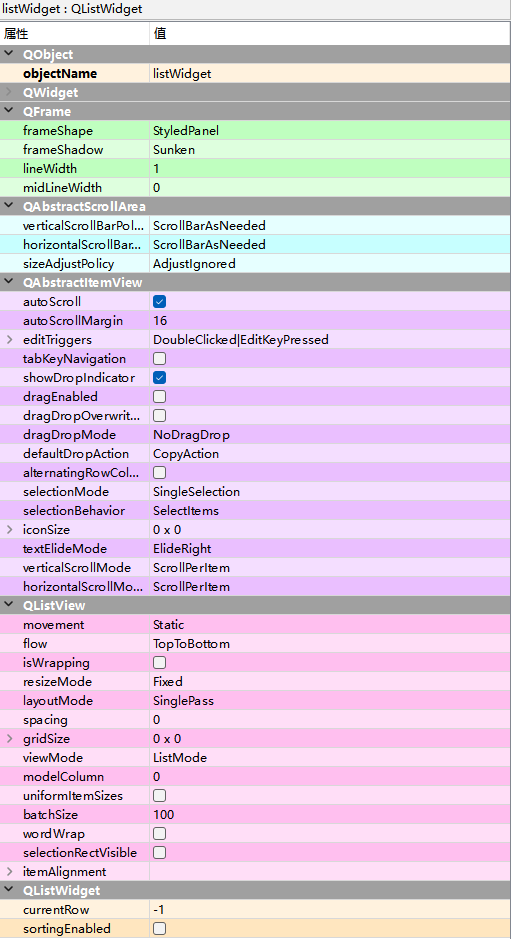 listWidget : QListWidget
属性 值
QObject
objectName listWidget
QWidget
QFrame
frameShape StyledPanel
frameShadow Sunken
lineWidth 1
midLineWidth 0
QAbstractScrollArea
verticalScrollBarPol... ScrollBarAsNeeded
horizontalScrollBar... ScrollBarAsNeeded
sizeAdjustPolicy AdjustIgnored
QAbstractItemView
autoScroll
autoScrollMargin 16
editTriggers DoubleClicked|EditKeyPressed
tabKeyNavigation
showDropIndicator
dragEnabled
dragDropOverwrit...
dragDropMode NoDragDrop
defaultDropAction CopyAction
alternatingRowCol...
selectionMode SingleSelection
selectionBehavior SelectItems
iconSize 0 x 0
textElideMode ElideRight
verticalScrollMode ScrollPerItem
horizontalScrollMo... ScrollPerItem
QListView
movement Static
flow TopToBottom
isWrapping
resizeMode Fixed
layoutMode SinglePass
spacing 0
gridSize 0 x 0
viewMode ListMode
modelColumn 0
uniformItemSizes
batchSize 100
wordWrap
selectionRectVisible
itemAlignment
QListWidget
currentRow -1
sortingEnabled